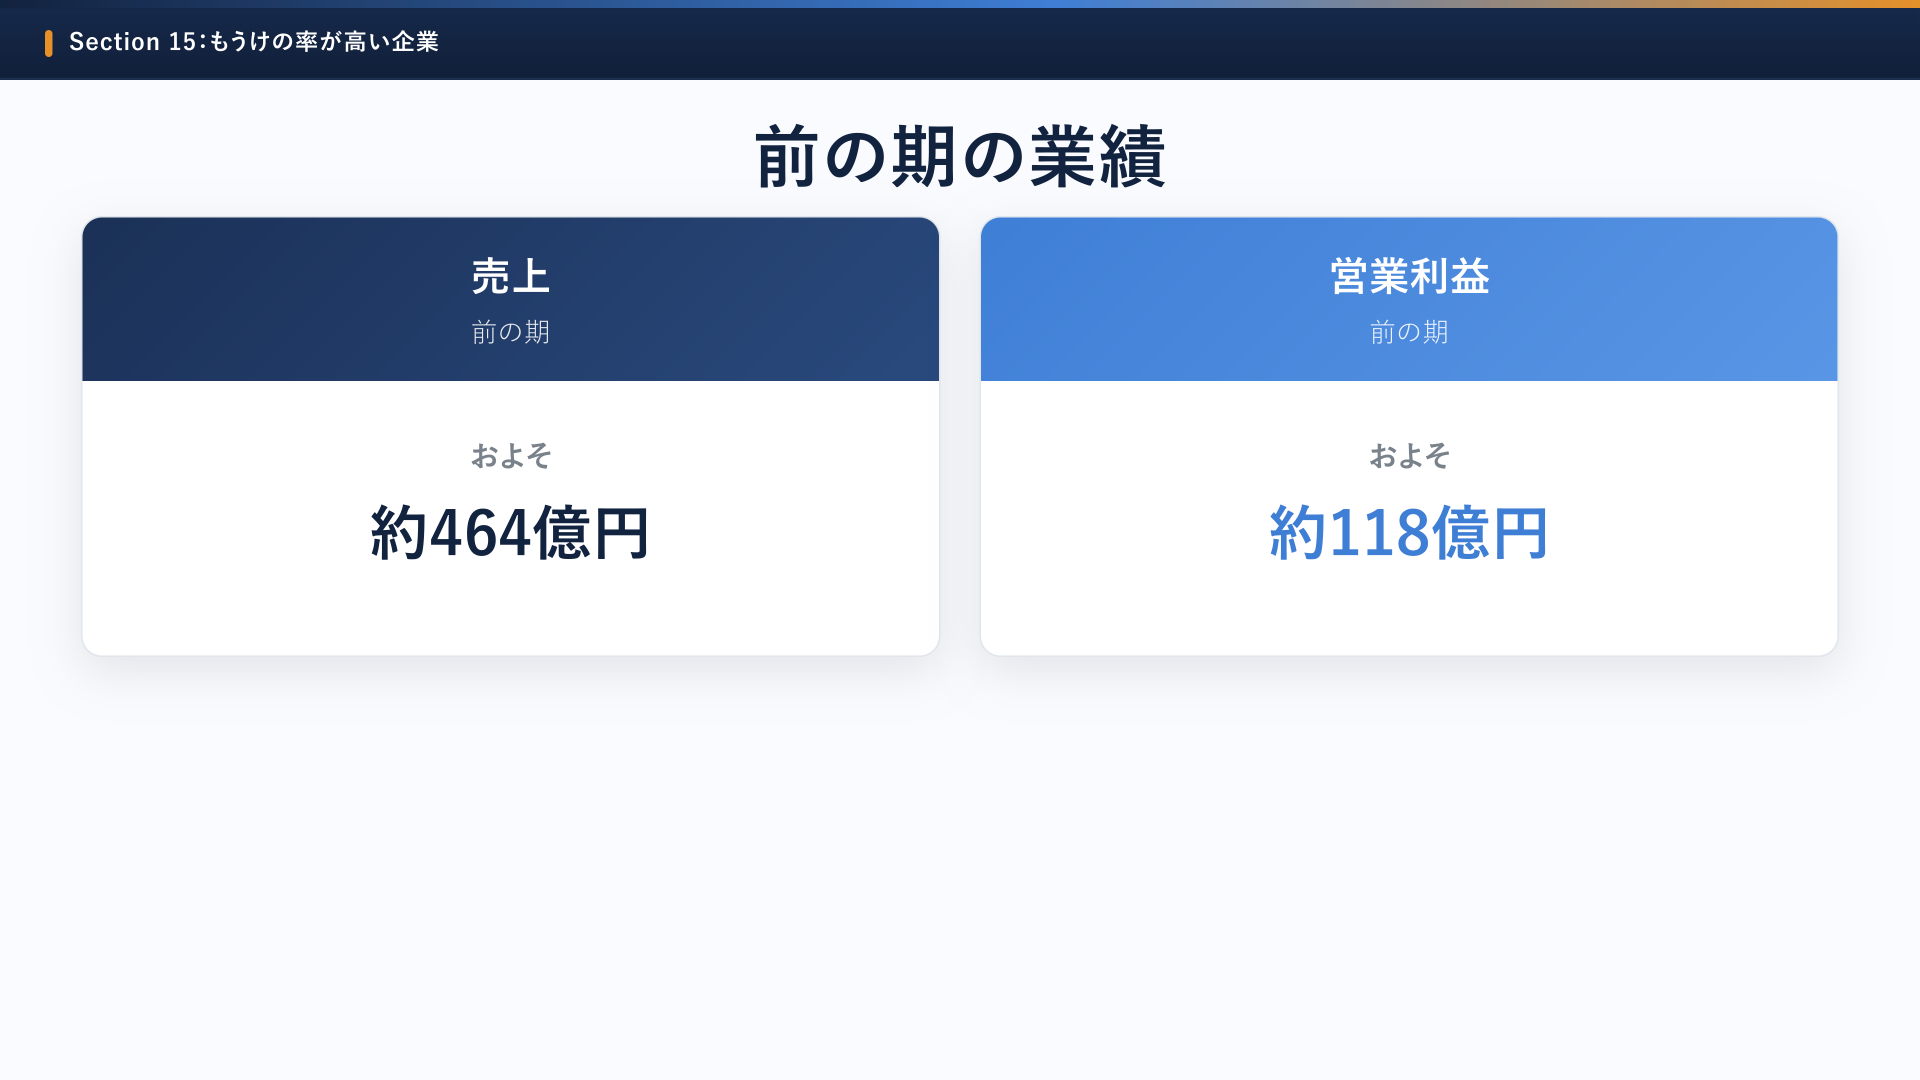 Section 15：もうけの率が高い企業
前の期の業績
売上
前の期
およそ
約464億円
営業利益
前の期
およそ
約118億円